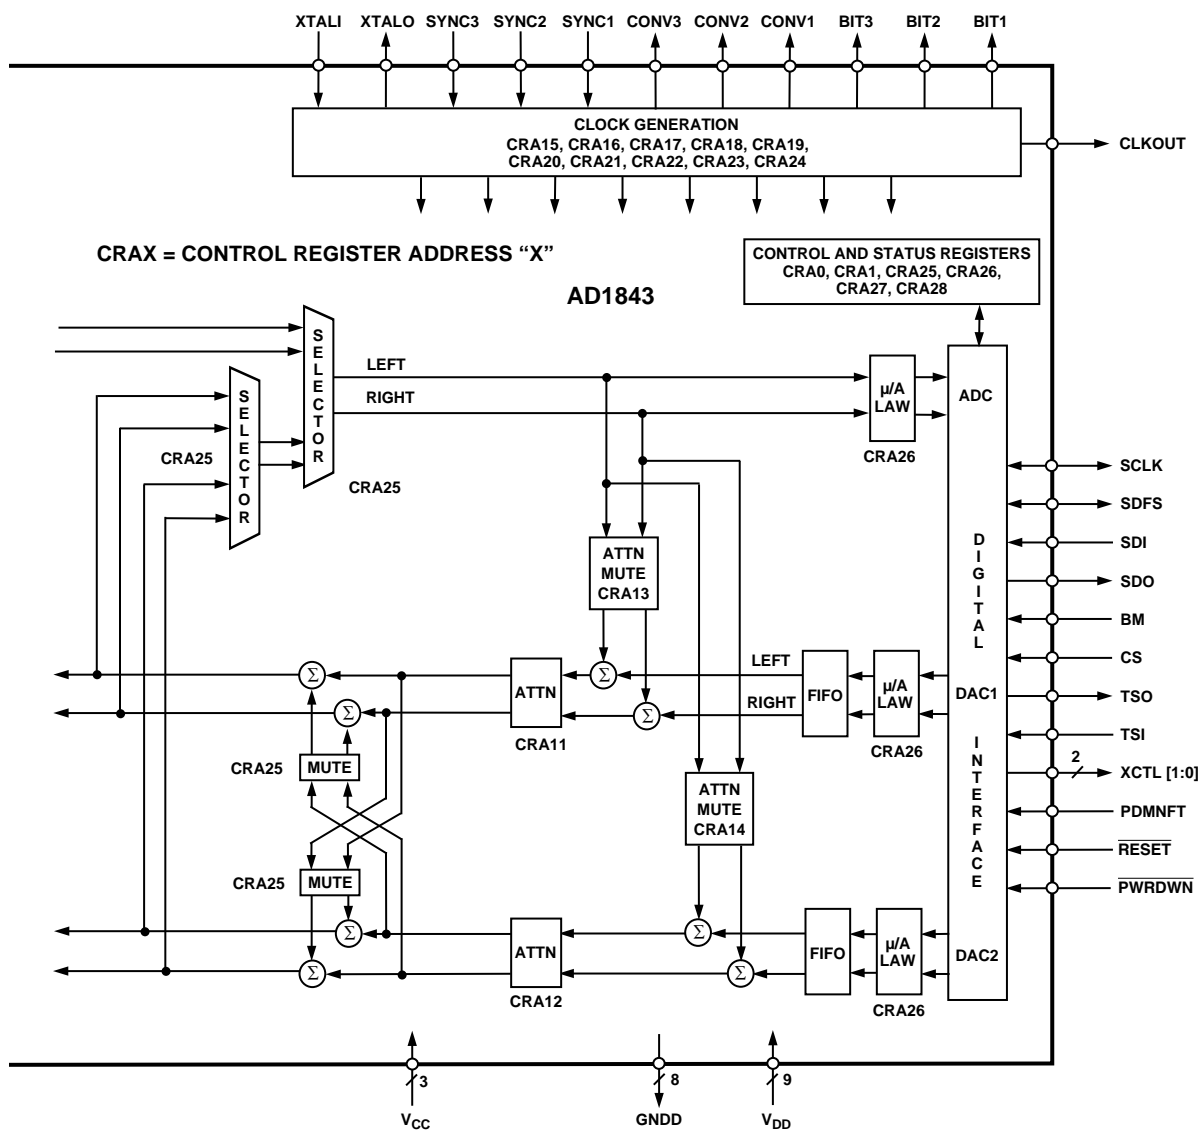 XTALI XTALO SYNC3 SYNC2 SYNC1 CONV3 CONV2 CONV1 BIT3 BIT2 BIT1
CLOCK GENERATION
CRA15, CRA16, CRA17, CRA18, CRA19,
CRA20, CRA21, CRA22, CRA23, CRA24
CLKOUT
CRAX = CONTROL REGISTER ADDRESS “X”
CONTROL AND STATUS REGISTERS
CRA0, CRA1, CRA25, CRA26,
CRA27, CRA28
AD1843
SELECTOR
LEFT
RIGHT
CRA25
SELECTOR
CRA25
µ/A
LAW
CRA26
ADC
DIGITAL
DAC1
INTERFACE
DAC2
SCLK
SDFS
SDI
SDO
BM
CS
TSO
TSI
2
XCTL [1:0]
PDMNFT
RESET
PWRDWN
ATTN
MUTE
CRA13
Σ
Σ
ATTN
CRA11
Σ
Σ
LEFT
RIGHT
FIFO
µ/A
LAW
CRA26
CRA25
MUTE
ATTN
MUTE
CRA14
CRA25
MUTE
Σ
Σ
ATTN
CRA12
Σ
Σ
FIFO
µ/A
LAW
CRA26
3
VCC
8
GNDD
9
VDD